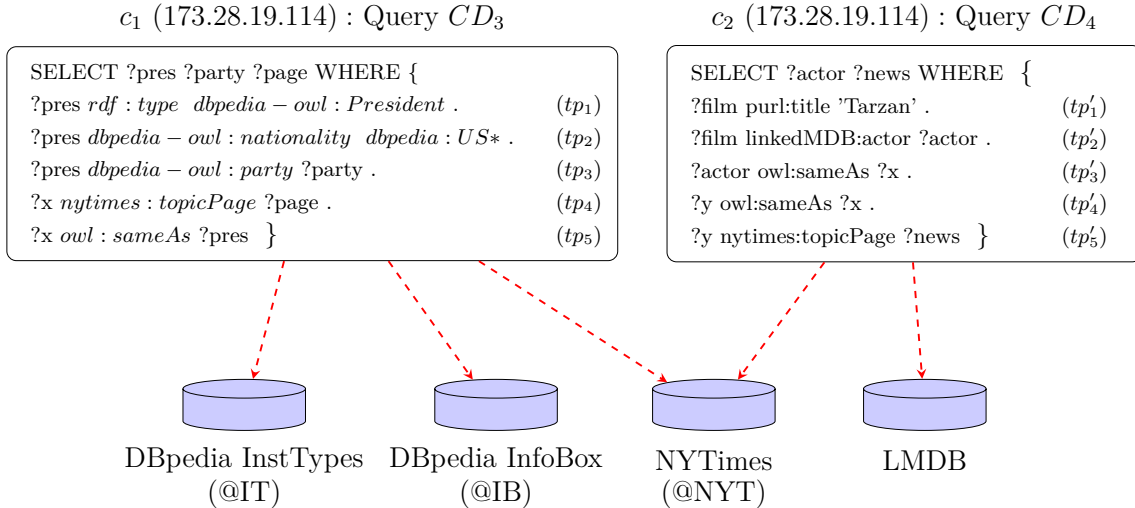 c1 (173.28.19.114) : Query CD3
SELECT ?pres ?party ?page WHERE {
?pres rdf : type dbpedia − owl : President . (tp1)
?pres dbpedia − owl : nationality dbpedia : US∗ . (tp2)
?pres dbpedia − owl : party ?party . (tp3)
?x nytimes : topicPage ?page . (tp4)
?x owl : sameAs ?pres } (tp5)
c2 (173.28.19.114) : Query CD4
SELECT ?actor ?news WHERE {
?film purl:title 'Tarzan' . (tp′1)
?film linkedMDB:actor ?actor . (tp′2)
?actor owl:sameAs ?x . (tp′3)
?y owl:sameAs ?x . (tp′4)
?y nytimes:topicPage ?news } (tp′5)
DBpedia InstTypes
(@IT)
DBpedia InfoBox
(@IB)
NYTimes
(@NYT)
LMDB